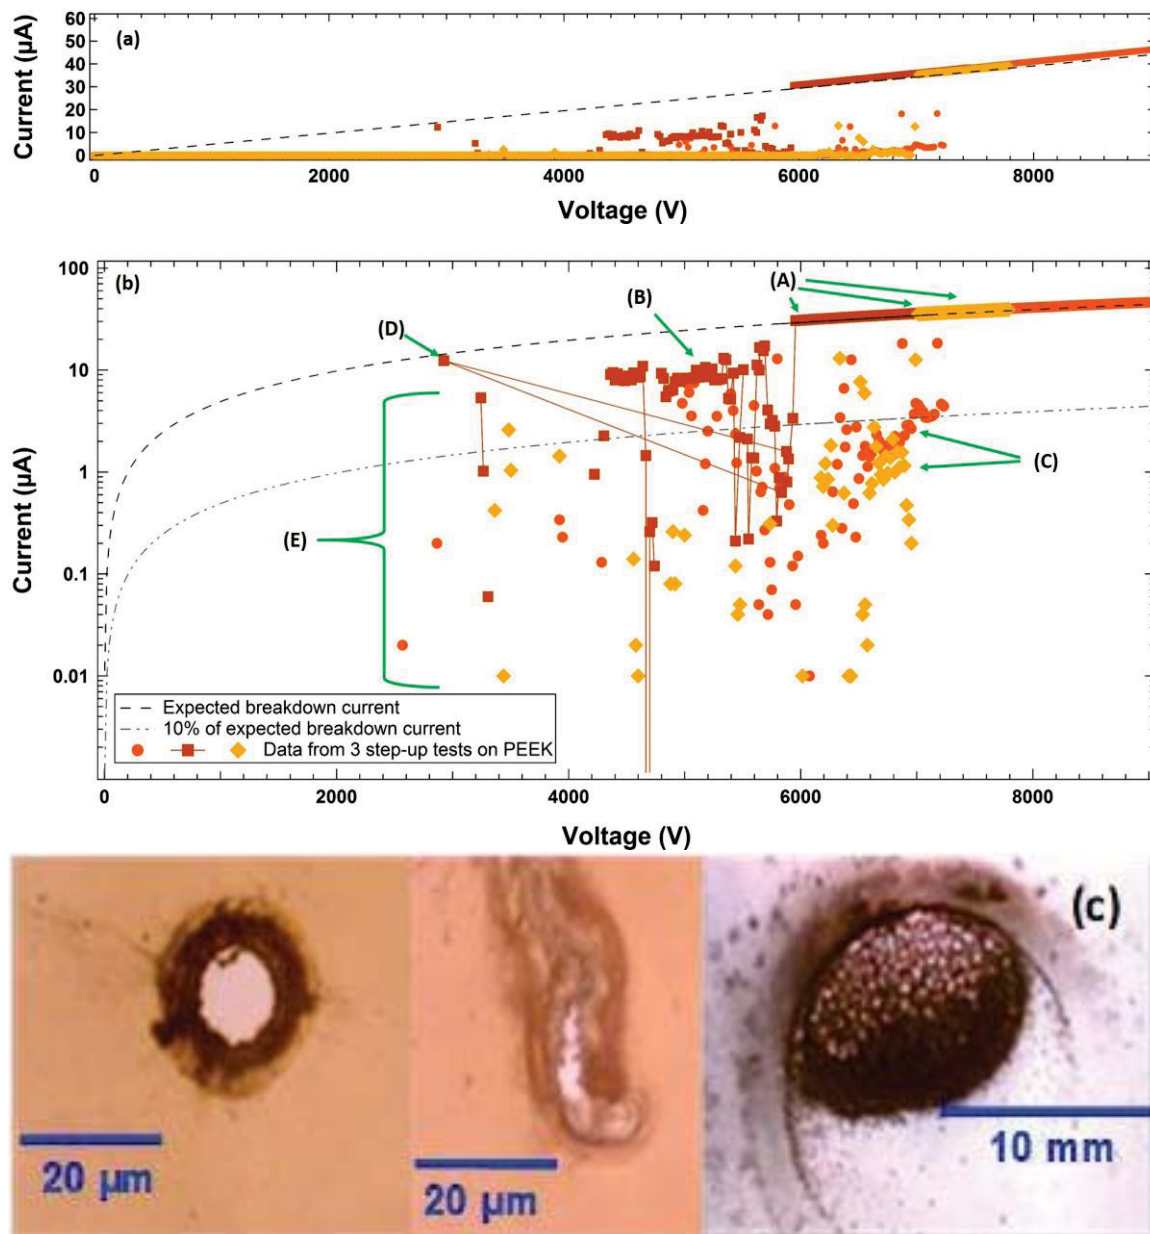 (a)
60
50
40
30
20
10
0
Current (µA)
0 2000 4000 6000 8000
Voltage (V)
(b)
100
10
1
0.1
0.01
Current (µA)
(A)
(B)
(D)
(C)
(E)
Expected breakdown current
10% of expected breakdown current
Data from 3 step-up tests on PEEK
0 2000 4000 6000 8000
Voltage (V)
(c)
20 µm
20 µm
10 mm